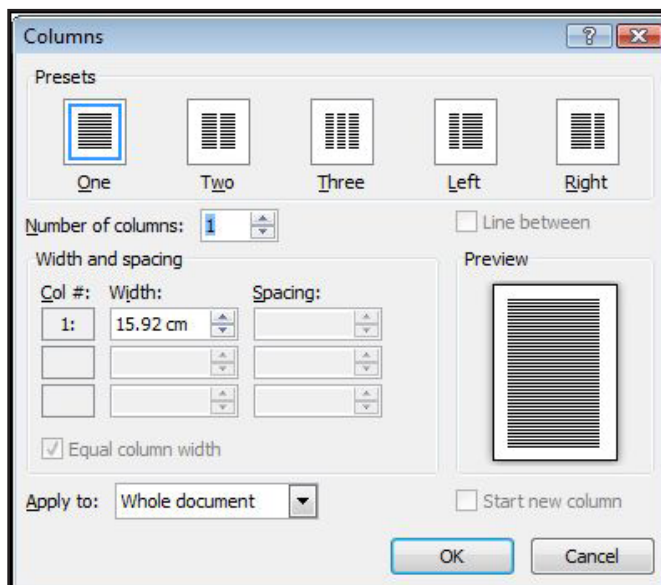 Columns
Presets
One Two Three Left Right
Number of columns: 1 Line between
Width and spacing Preview
Col #: Width: Spacing:
1: 15.92 cm
Equal column width
Apply to: Whole document Start new column
OK Cancel